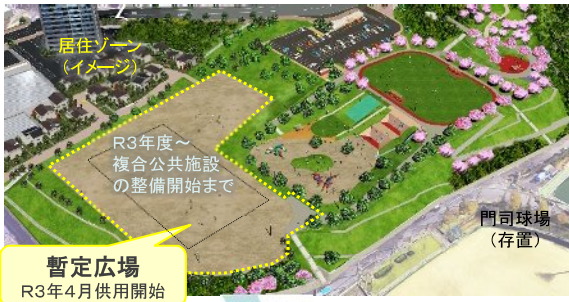 居住ゾーン
(イメージ)
R3年度～
複合公共施設
の整備開始まで
門司球場
(存置)
暫定広場
R3年4月供用開始